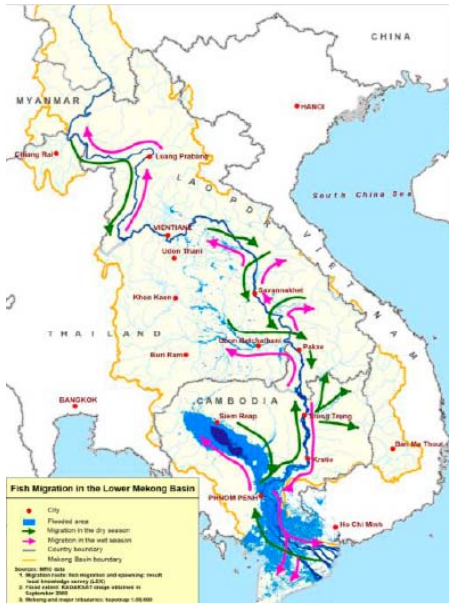 CHINA
MYANMAR
HANOI
Chiang Rai
Luang Prabang
LAO PDR
South China Sea
VIENTIANE
Udon Thani
VIETNAM
Savannakhet
Khon Kaen
THAILAND
Pakse
Buri Ram
BANGKOK
CAMBODIA
Siem Reap
Stung Treng
Ban Me Thout
Kratie
PHNOM PENH
Ho Chi Minh
Fish Migration in the Lower Mekong Basin
City
Flooded area
Migration in the dry season
Migration in the wet season
Country boundary
Mekong Basin boundary
Sources: MRC data
September 2000